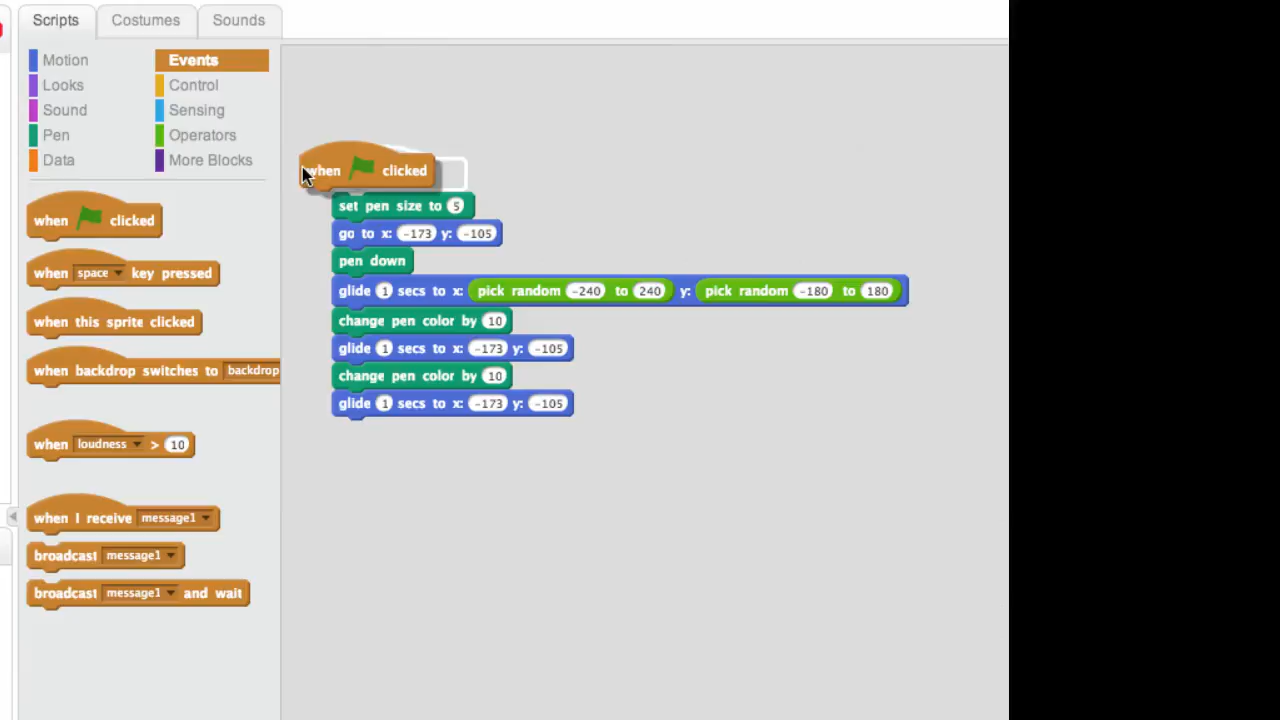 Scripts Costumes Sounds
Motion Events
Looks Control
Sound Sensing
Pen Operators
Data More Blocks
when clicked
when space key pressed
when this sprite clicked
when backdrop switches to backdrop
when loudness > 10
when I receive message1
broadcast message1
broadcast message1 and wait
when clicked
set pen size to 5
go to x: -173 y: -105
pen down
glide 1 secs to x: pick random -240 to 240 y: pick random -180 to 180
change pen color by 10
glide 1 secs to x: -173 y: -105
change pen color by 10
glide 1 secs to x: -173 y: -105